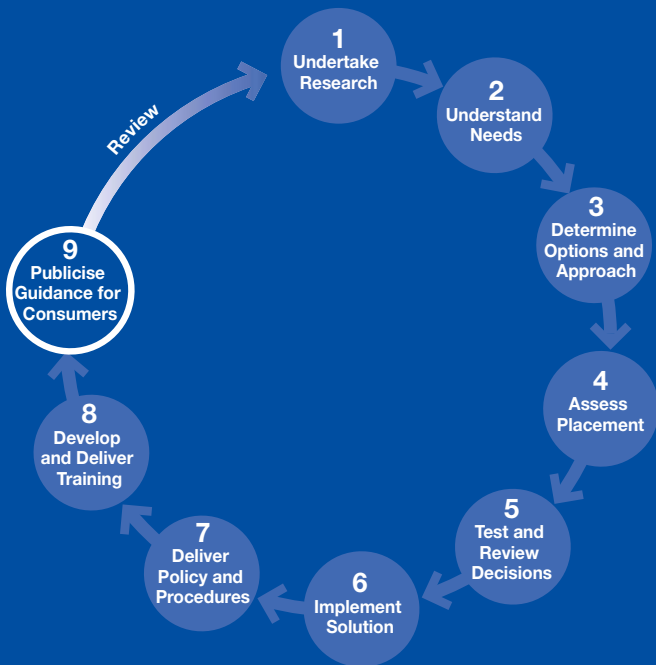 1
Undertake
Research
2
Understand
Needs
3
Determine
Options and
Approach
4
Assess
Placement
5
Test and
Review
Decisions
6
Implement
Solution
7
Deliver
Policy and
Procedures
8
Develop
and Deliver
Training
9
Publicise
Guidance for
Consumers
Review